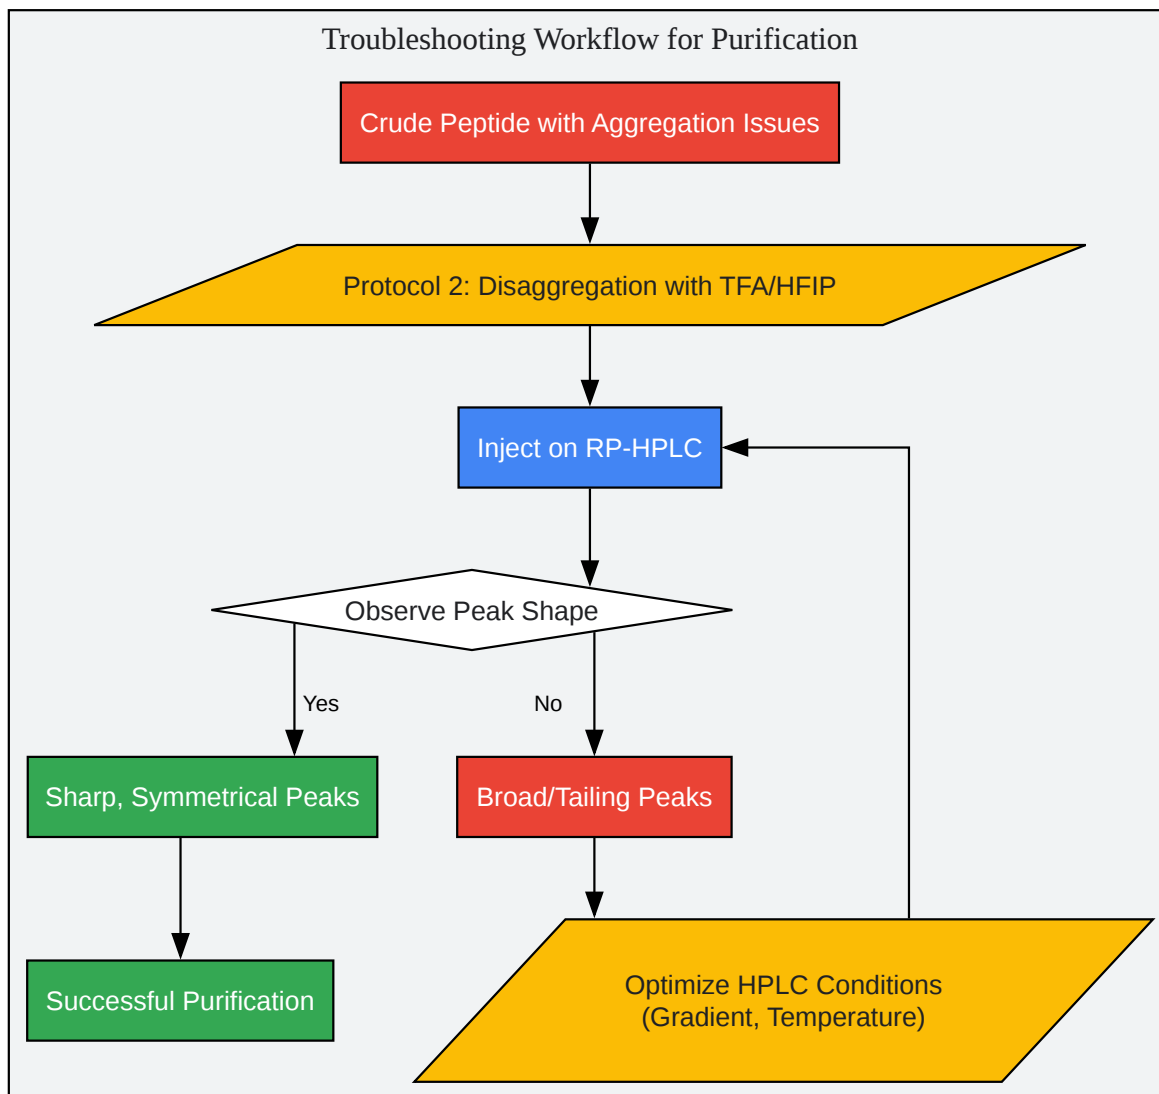 Troubleshooting Workflow for Purification
Crude Peptide with Aggregation Issues
Protocol 2: Disaggregation with TFA/HFIP
Inject on RP-HPLC
Observe Peak Shape
Yes
No
Sharp, Symmetrical Peaks
Broad/Tailing Peaks
Successful Purification
Optimize HPLC Conditions
(Gradient, Temperature)